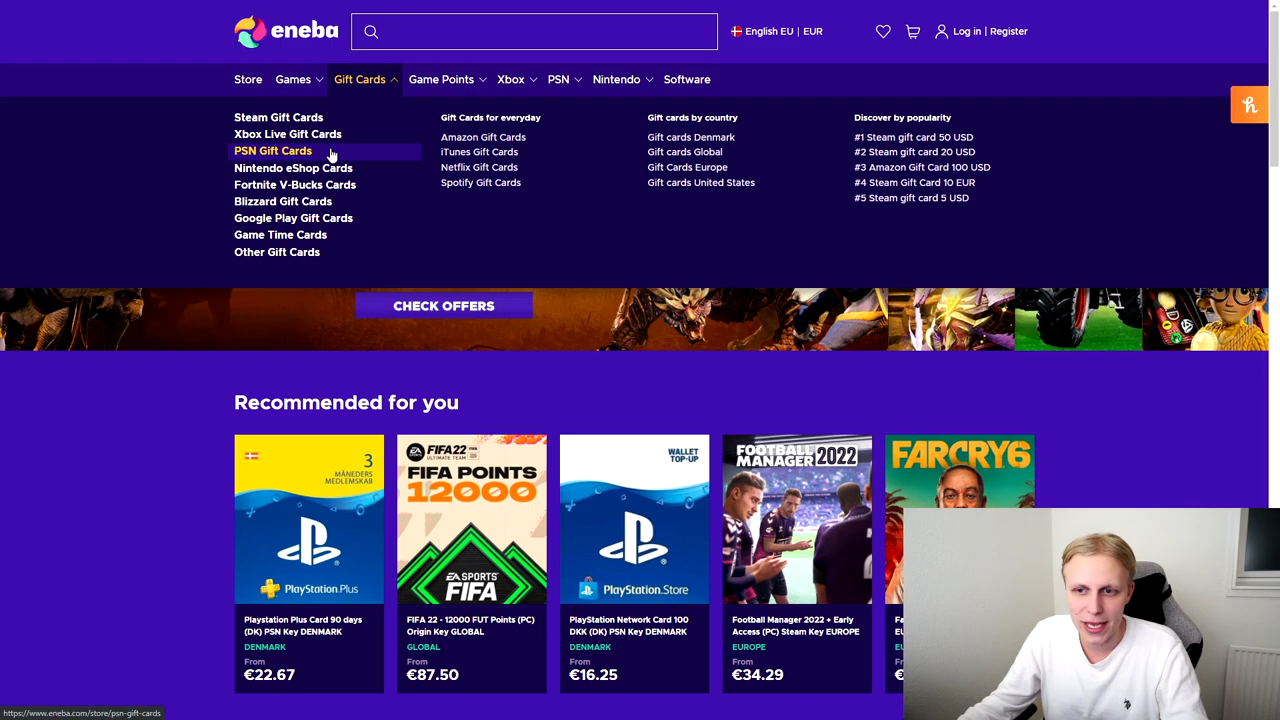 eneba
English EU | EUR
Log in | Register
Store
Games
Gift Cards
Game Points
Xbox
PSN
Nintendo
Software
Steam Gift Cards
Xbox Live Gift Cards
PSN Gift Cards
Nintendo eShop Cards
Fortnite V-Bucks Cards
Blizzard Gift Cards
Google Play Gift Cards
Game Time Cards
Other Gift Cards
Gift Cards for everyday
Amazon Gift Cards
iTunes Gift Cards
Netflix Gift Cards
Spotify Gift Cards
Gift cards by country
Gift cards Denmark
Gift cards Global
Gift Cards Europe
Gift cards United States
Discover by popularity
#1 Steam gift card 50 USD
#2 Steam gift card 20 USD
#3 Amazon Gift Card 100 USD
#4 Steam Gift Card 10 EUR
#5 Steam gift card 5 USD
h
CHECK OFFERS
Recommended for you
3
MÅNEDERS
MEDLEMSKAB
PlayStation.Plus
Playstation Plus Card 90 days
(DK) PSN Key DENMARK
DENMARK
From
€22.67
EA SPORTS
FIFA22
ULTIMATE TEAM
FIFA POINTS
12000
EA SPORTS
FIFA
FIFA 22 - 12000 FUT Points (PC)
Origin Key GLOBAL
GLOBAL
From
€87.50
WALLET
TOP-UP
PlayStation.Store
PlayStation Network Card 100
DKK (DK) PSN Key DENMARK
DENMARK
From
€16.25
FOOTBALL
MANAGER 2022
Football Manager 2022 + Early
Access (PC) Steam Key EUROPE
EUROPE
From
€34.29
FARCRY6
https://www.eneba.com/store/psn-gift-cards